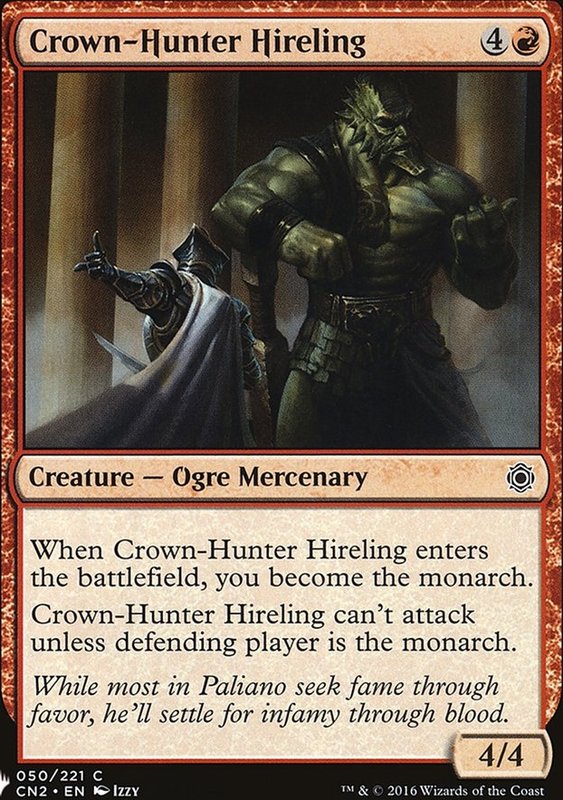 Crown-Hunter Hireling 4
Creature — Ogre Mercenary
When Crown-Hunter Hireling enters
the battlefield, you become the monarch.
Crown-Hunter Hireling can't attack
unless defending player is the monarch.
While most in Paliano seek fame through
favor, he'll settle for infamy through blood.
4/4
050/221 C
CN2 • EN Izzy
™ & © 2016 Wizards of the Coast